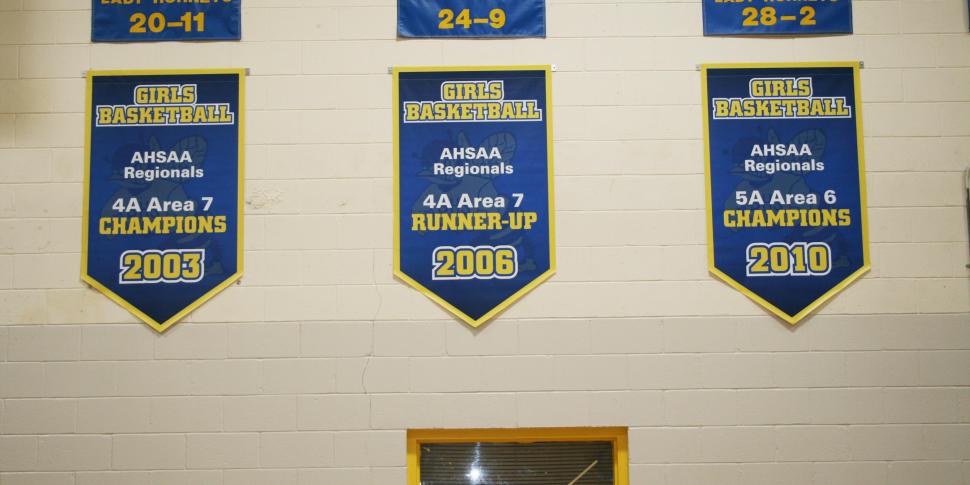 20-11
24-9
28-2
GIRLS
BASKETBALL
AHSAA
Regionals
4A Area 7
CHAMPIONS
2003
GIRLS
BASKETBALL
AHSAA
Regionals
4A Area 7
RUNNER-UP
2006
GIRLS
BASKETBALL
AHSAA
Regionals
5A Area 6
CHAMPIONS
2010